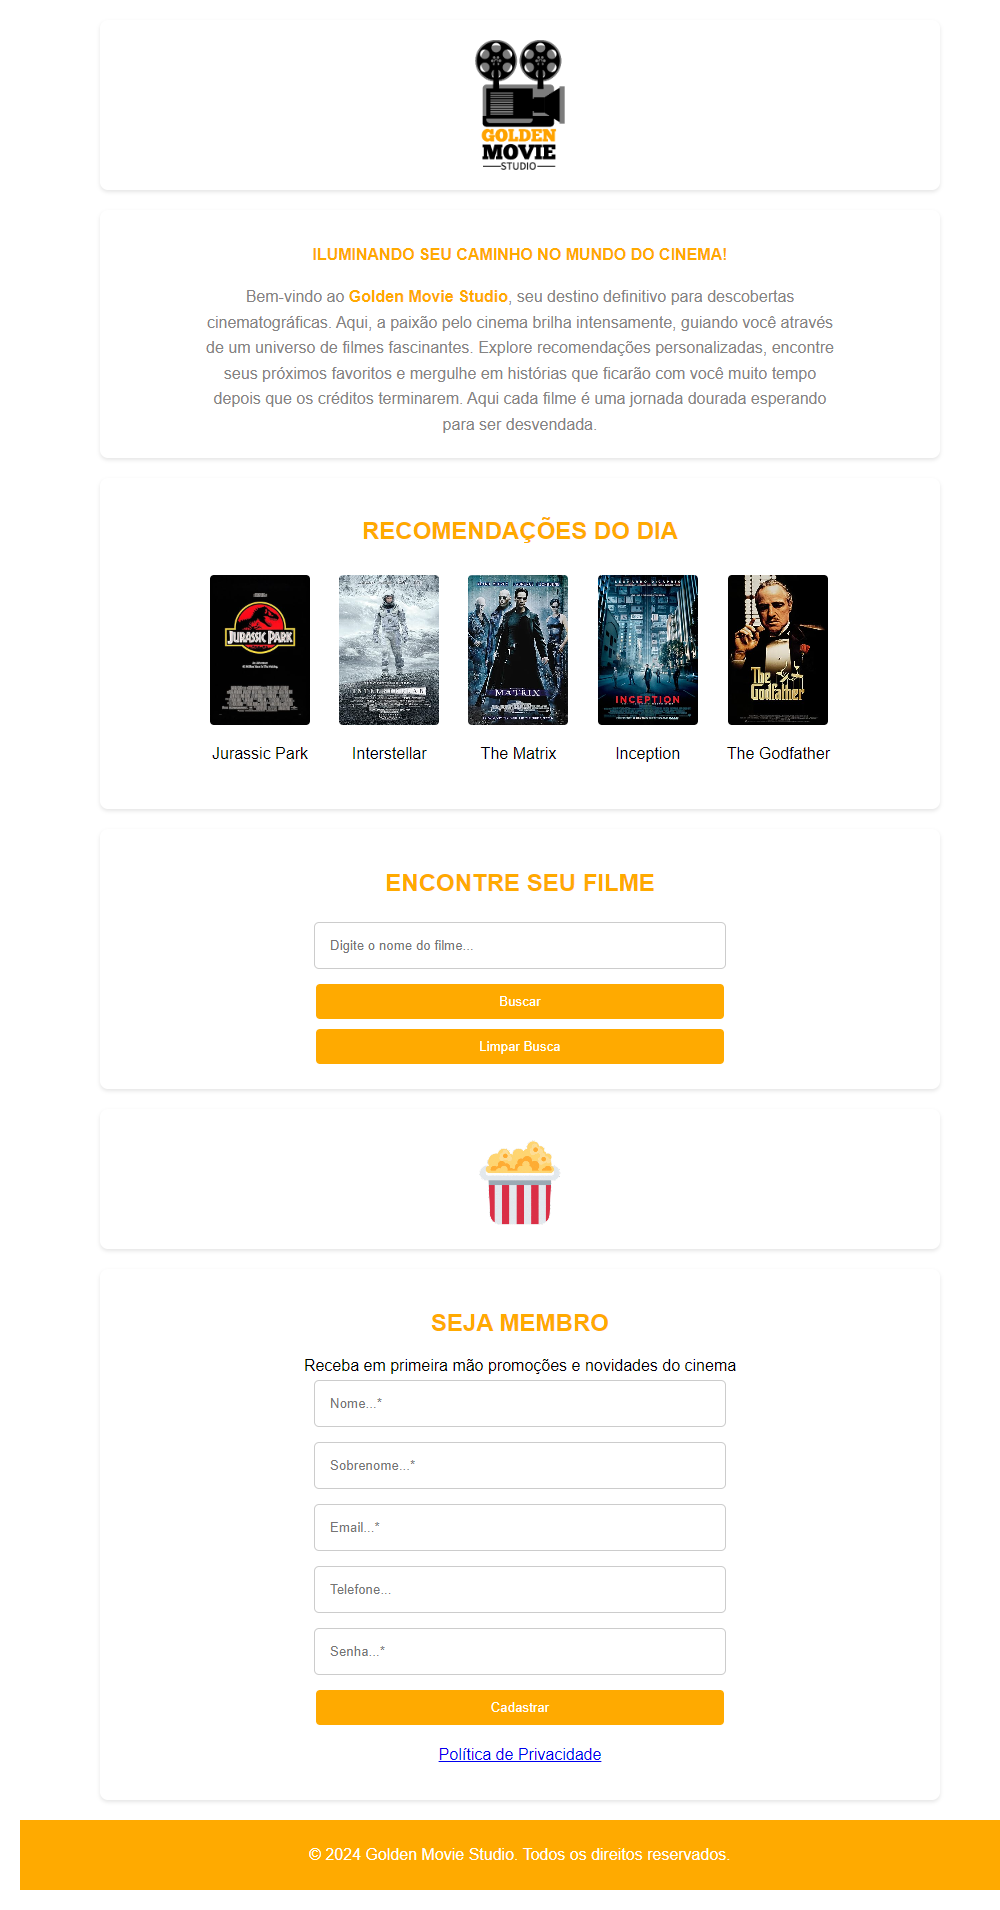 GOLDEN
MOVIE
STUDIO
ILUMINANDO SEU CAMINHO NO MUNDO DO CINEMA!
Bem-vindo ao Golden Movie Studio, seu destino definitivo para descobertas
cinematográficas. Aqui, a paixão pelo cinema brilha intensamente, guiando você através
de um universo de filmes fascinantes. Explore recomendações personalizadas, encontre
seus próximos favoritos e mergulhe em histórias que ficarão com você muito tempo
depois que os créditos terminarem. Aqui cada filme é uma jornada dourada esperando
para ser desvendada.
RECOMENDAÇÕES DO DIA
JURASSIC PARK
INTERSTELLAR
MATRIX
INCEPTION
The
Godfather
Jurassic Park
Interstellar
The Matrix
Inception
The Godfather
ENCONTRE SEU FILME
Digite o nome do filme...
Buscar
Limpar Busca
SEJA MEMBRO
Receba em primeira mão promoções e novidades do cinema
Nome...*
Sobrenome...*
Email...*
Telefone...
Senha...*
Cadastrar
Política de Privacidade
© 2024 Golden Movie Studio. Todos os direitos reservados.